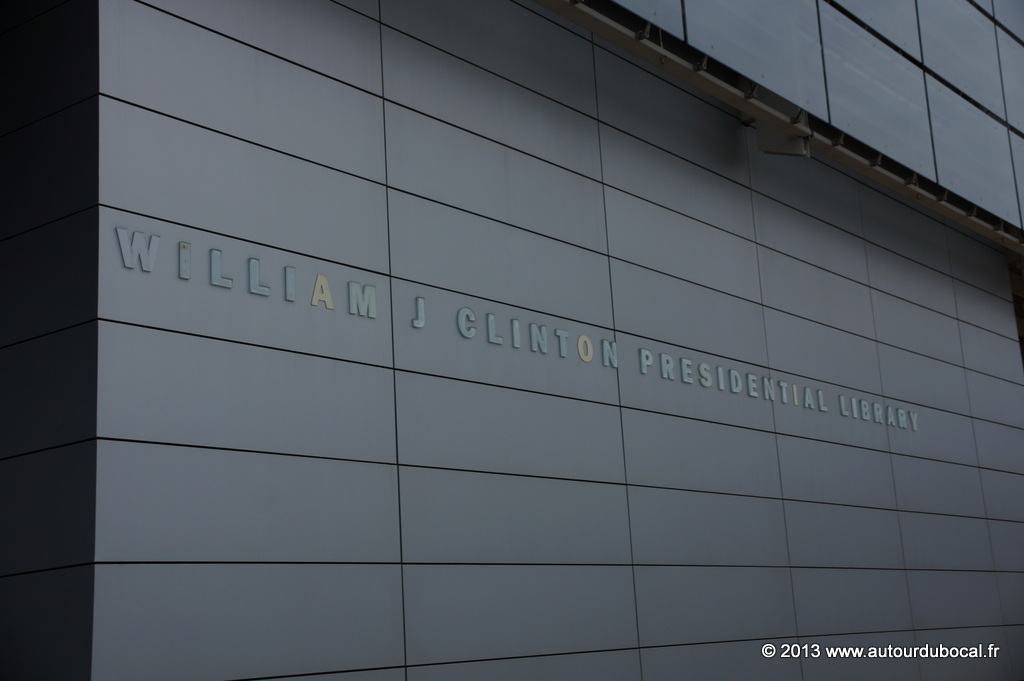 WILLIAM J CLINTON PRESIDENTIAL LIBRARY
© 2013 www.autourdubocal.fr